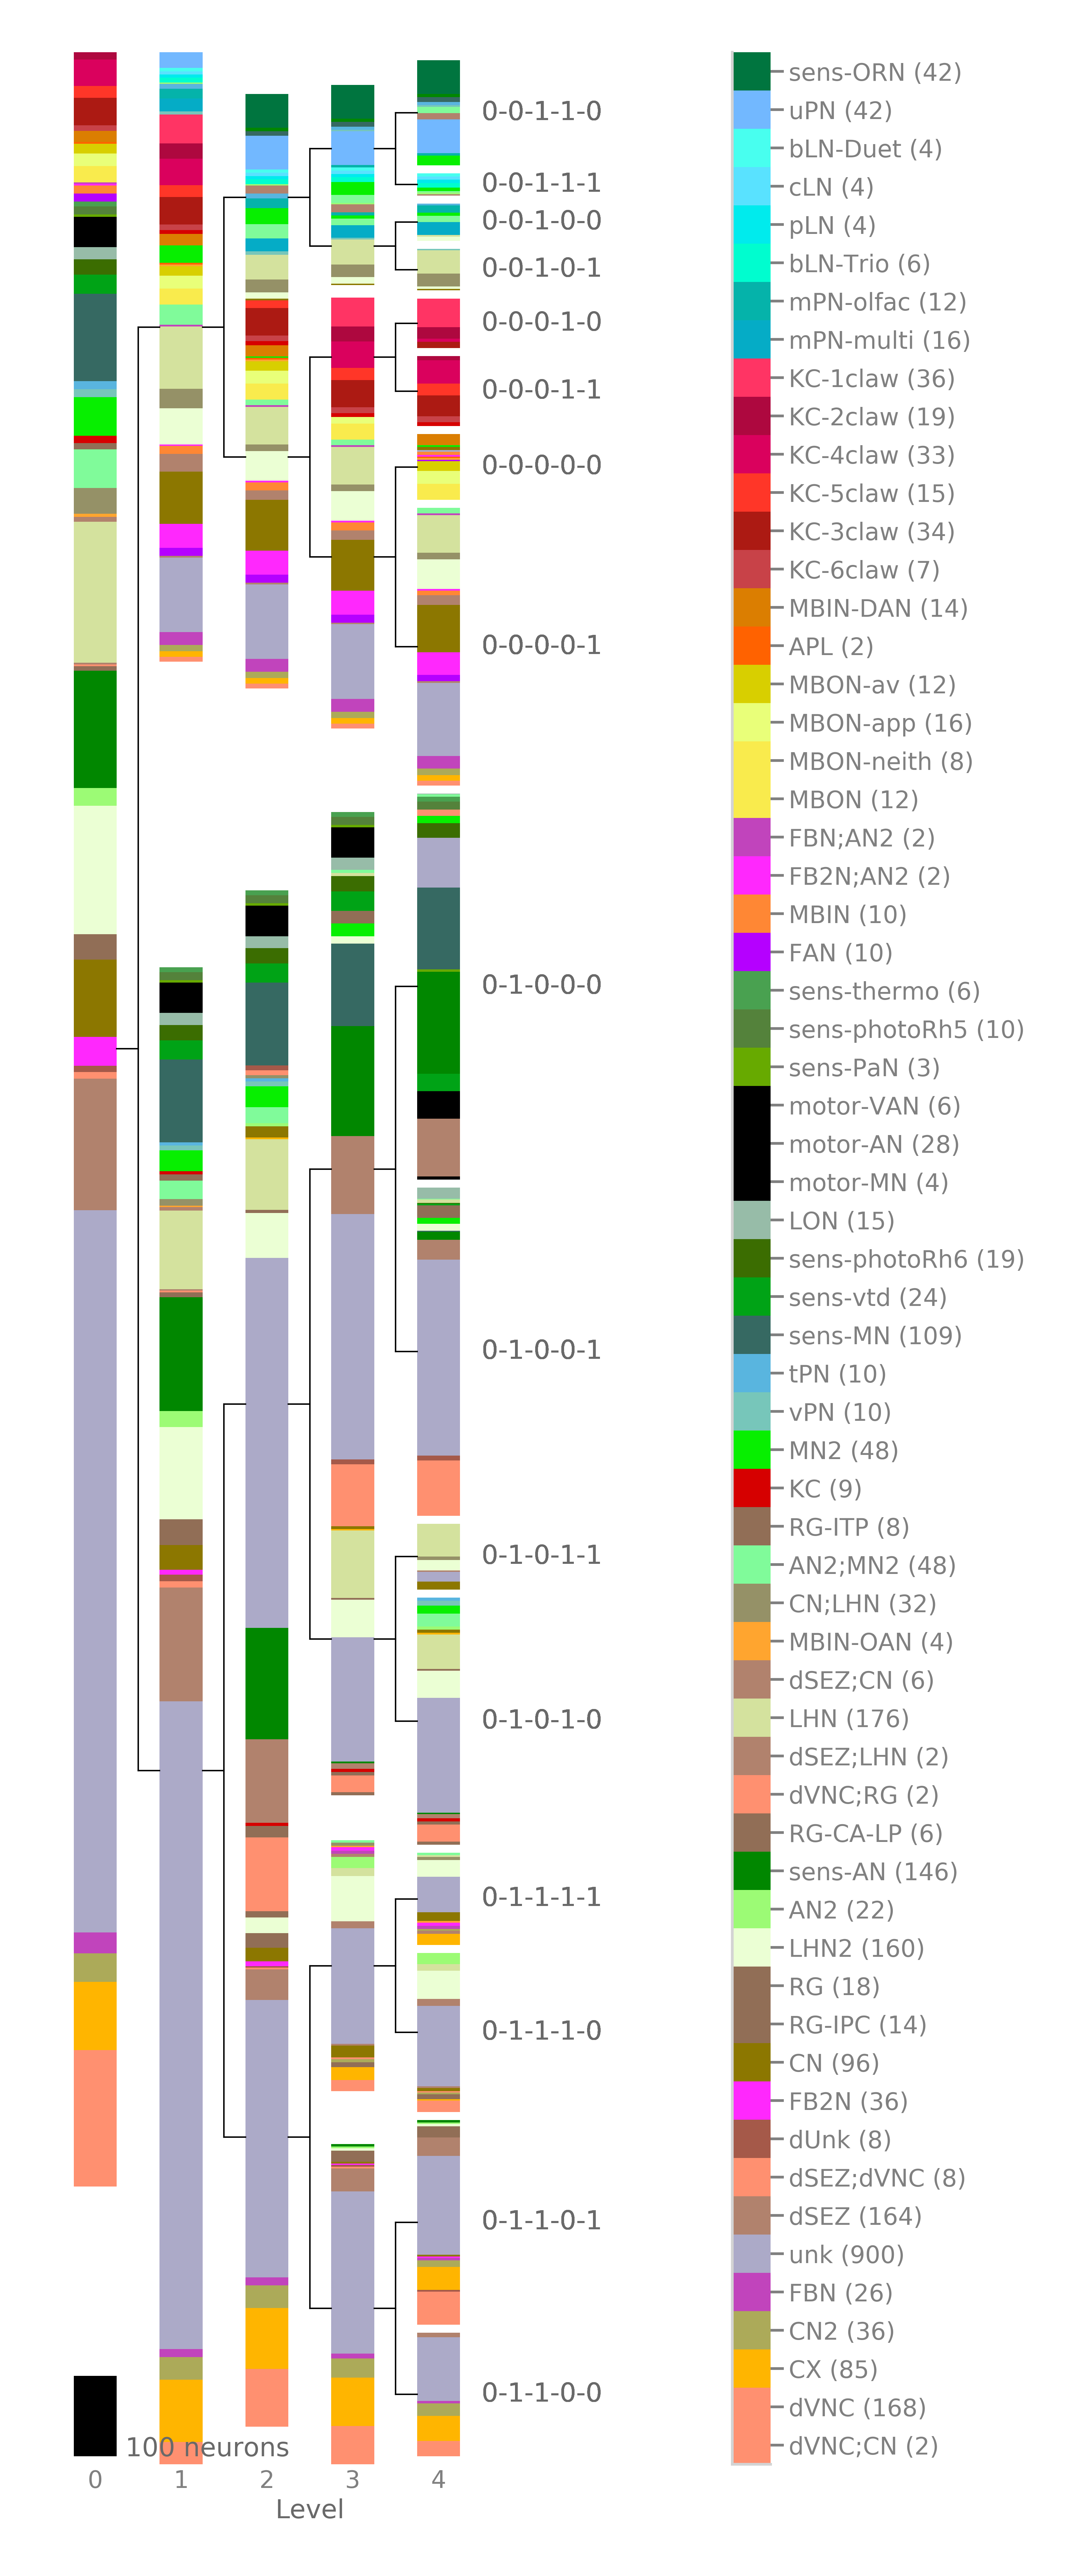 0-0-1-1-0
0-0-1-1-1
0-0-1-0-0
0-0-1-0-1
0-0-0-1-0
0-0-0-1-1
0-0-0-0-0
0-0-0-0-1
0-1-0-0-0
0-1-0-0-1
0-1-0-1-1
0-1-0-1-0
0-1-1-1-1
0-1-1-1-0
0-1-1-0-1
0-1-1-0-0
100 neurons
0 1 2 3 4
Level
sens-ORN (42)
uPN (42)
bLN-Duet (4)
cLN (4)
pLN (4)
bLN-Trio (6)
mPN-olfac (12)
mPN-multi (16)
KC-1claw (36)
KC-2claw (19)
KC-4claw (33)
KC-5claw (15)
KC-3claw (34)
KC-6claw (7)
MBIN-DAN (14)
APL (2)
MBON-av (12)
MBON-app (16)
MBON-neith (8)
MBON (12)
FBN;AN2 (2)
FB2N;AN2 (2)
MBIN (10)
FAN (10)
sens-thermo (6)
sens-photoRh5 (10)
sens-PaN (3)
motor-VAN (6)
motor-AN (28)
motor-MN (4)
LON (15)
sens-photoRh6 (19)
sens-vtd (24)
sens-MN (109)
tPN (10)
vPN (10)
MN2 (48)
KC (9)
RG-ITP (8)
AN2;MN2 (48)
CN;LHN (32)
MBIN-OAN (4)
dSEZ;CN (6)
LHN (176)
dSEZ;LHN (2)
dVNC;RG (2)
RG-CA-LP (6)
sens-AN (146)
AN2 (22)
LHN2 (160)
RG (18)
RG-IPC (14)
CN (96)
FB2N (36)
dUnk (8)
dSEZ;dVNC (8)
dSEZ (164)
unk (900)
FBN (26)
CN2 (36)
CX (85)
dVNC (168)
dVNC;CN (2)